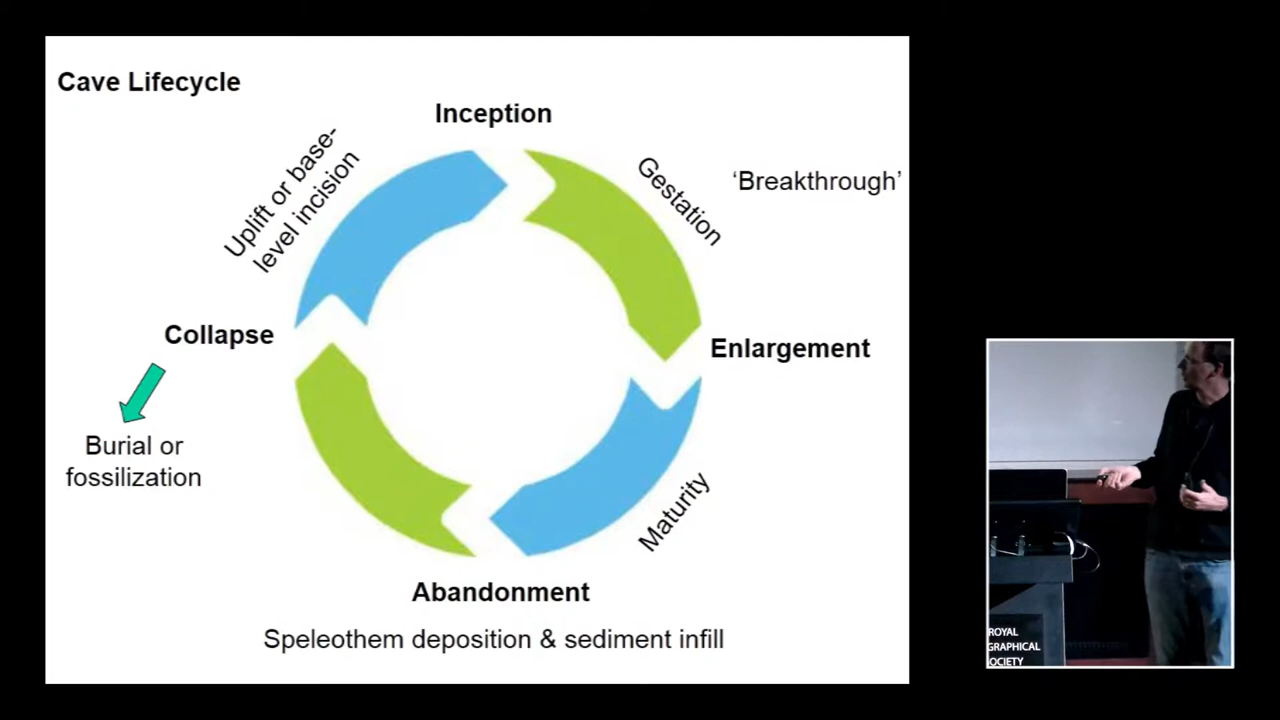 Cave Lifecycle
Inception
Uplift or base-
level incision
Gestation
‘Breakthrough’
Collapse
Enlargement
Burial or
fossilization
Maturity
Abandonment
Speleothem deposition & sediment infill
ROYAL
GRAPHICAL
OCIETY